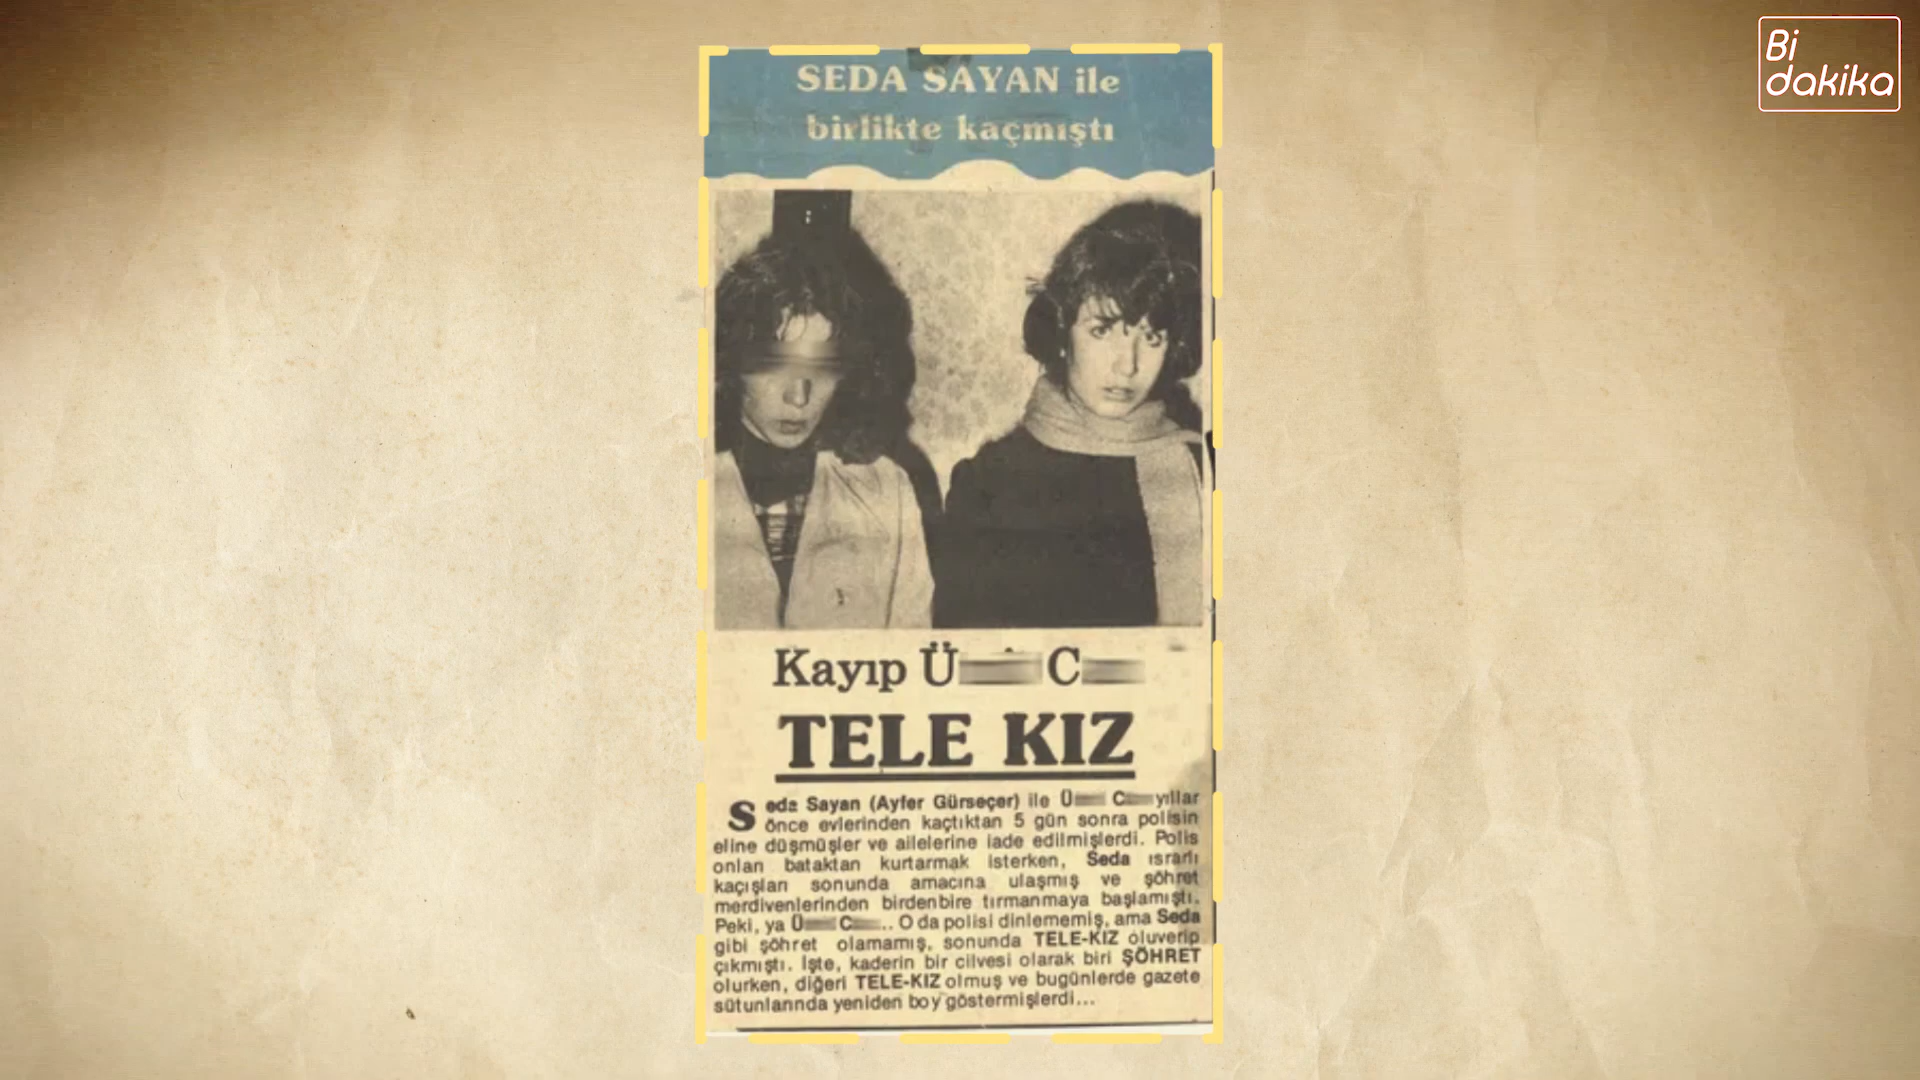 Bi
dakika
SEDA SAYAN ile
birlikte kaçmıştı
Kayıp Ü C
TELE KIZ
Seda Sayan (Ayfer Gürseçer) ile Ü C yıllar
önce evlerinden kaçtıktan 5 gün sonra polisin
eline düşmüşler ve ailelerine iade edilmişlerdi. Polis
onları bataktan kurtarmak isterken, Seda ısrarlı
kaçışları sonunda amacına ulaşmış ve şöhret
merdivenlerinden birdenbire tırmanmaya başlamıştı.
Peki, ya Ü C.. O da polisi dinlememiş, ama Seda
gibi şöhret olamamış, sonunda TELE-KIZ oluverip
çıkmıştı. İşte, kaderin bir cilvesi olarak biri ŞÖHRET
olurken, diğeri TELE-KIZ olmuş ve bugünlerde gazete
sütunlarında yeniden boy göstermişlerdi...